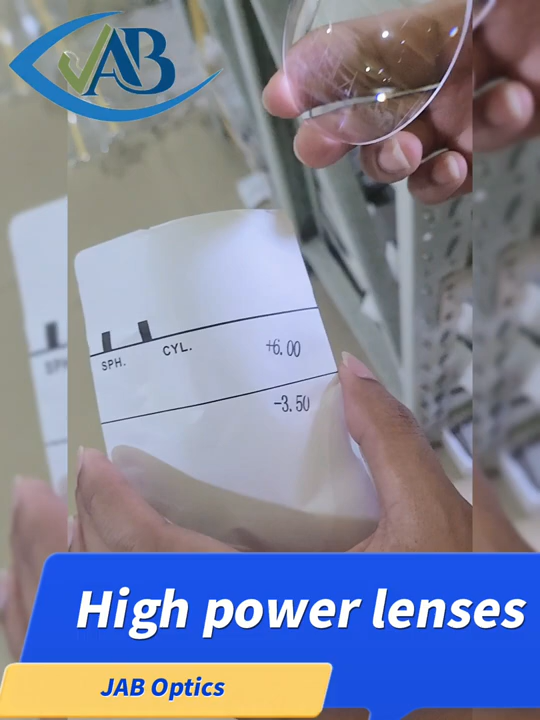 JAB
SPH. CYL. +6.00
-3.50
High power lenses
JAB Optics